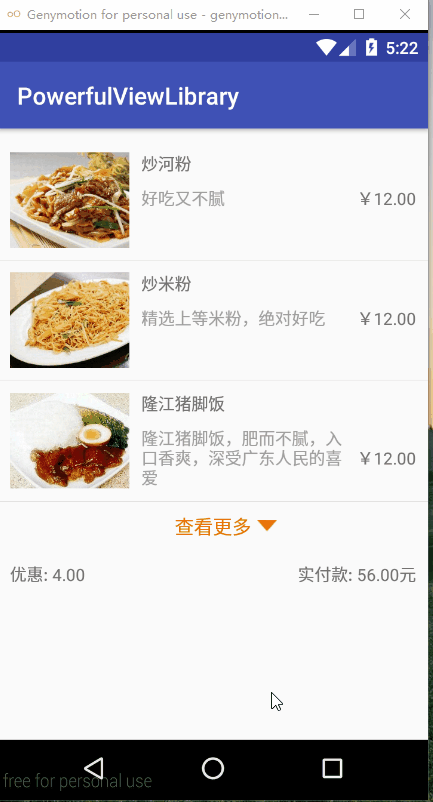 Genymotion for personal use - genymotion...
5:22
PowerfulViewLibrary
炒河粉
好吃又不腻
￥12.00
炒米粉
精选上等米粉，绝对好吃
￥12.00
隆江猪脚饭
隆江猪脚饭，肥而不腻，入
口香爽，深受广东人民的喜
爱
￥12.00
查看更多
优惠: 4.00
实付款: 56.00元
free for personal use